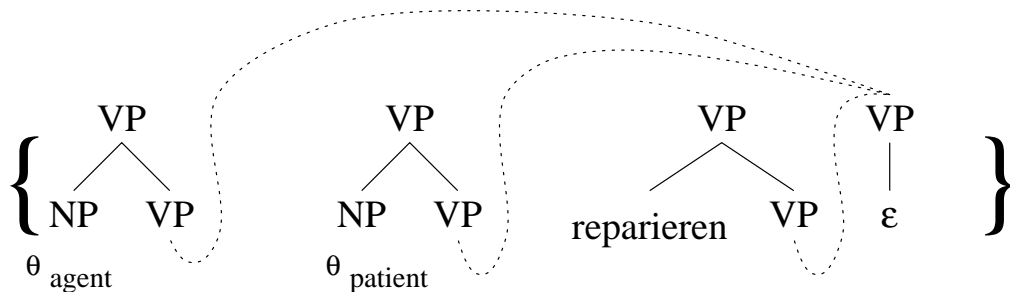 VP VP VP VP
{ NP VP NP VP reparieren VP ε }
θ agent θ patient